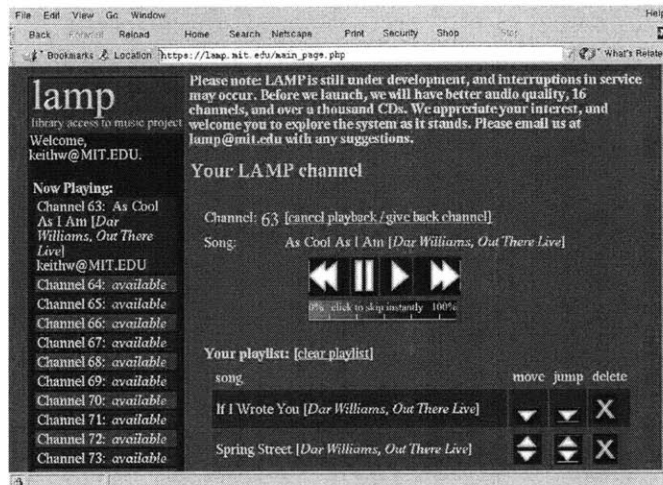 File Edit View Go Window Help
Back Forward Reload Home Search Netscape Print Security Shop Stop
Bookmarks Location https://lamp.mit.edu/main_page.php What's Relate
lamp
library access to music project
Welcome,
keithw@MIT.EDU.
Now Playing:
Channel 63: As Cool
As I Am [Dar
Williams, Out There
Live]
keithw@MIT.EDU
Channel 64: available
Channel 65: available
Channel 66: available
Channel 67: available
Channel 68: available
Channel 69: available
Channel 70: available
Channel 71: available
Channel 72: available
Channel 73: available
Please note: LAMP is still under development, and interruptions in service
may occur. Before we launch, we will have better audio quality, 16
channels, and over a thousand CDs. We appreciate your interest, and
welcome you to explore the system as it stands. Please email us at
lamp@mit.edu with any suggestions.
Your LAMP channel
Channel: 63 [cancel playback / give back channel]
Song: As Cool As I Am [Dar Williams, Out There Live]
0% click to skip instantly 100%
Your playlist: [clear playlist]
song move jump delete
If I Wrote You [Dar Williams, Out There Live] X
Spring Street [Dar Williams, Out There Live] X